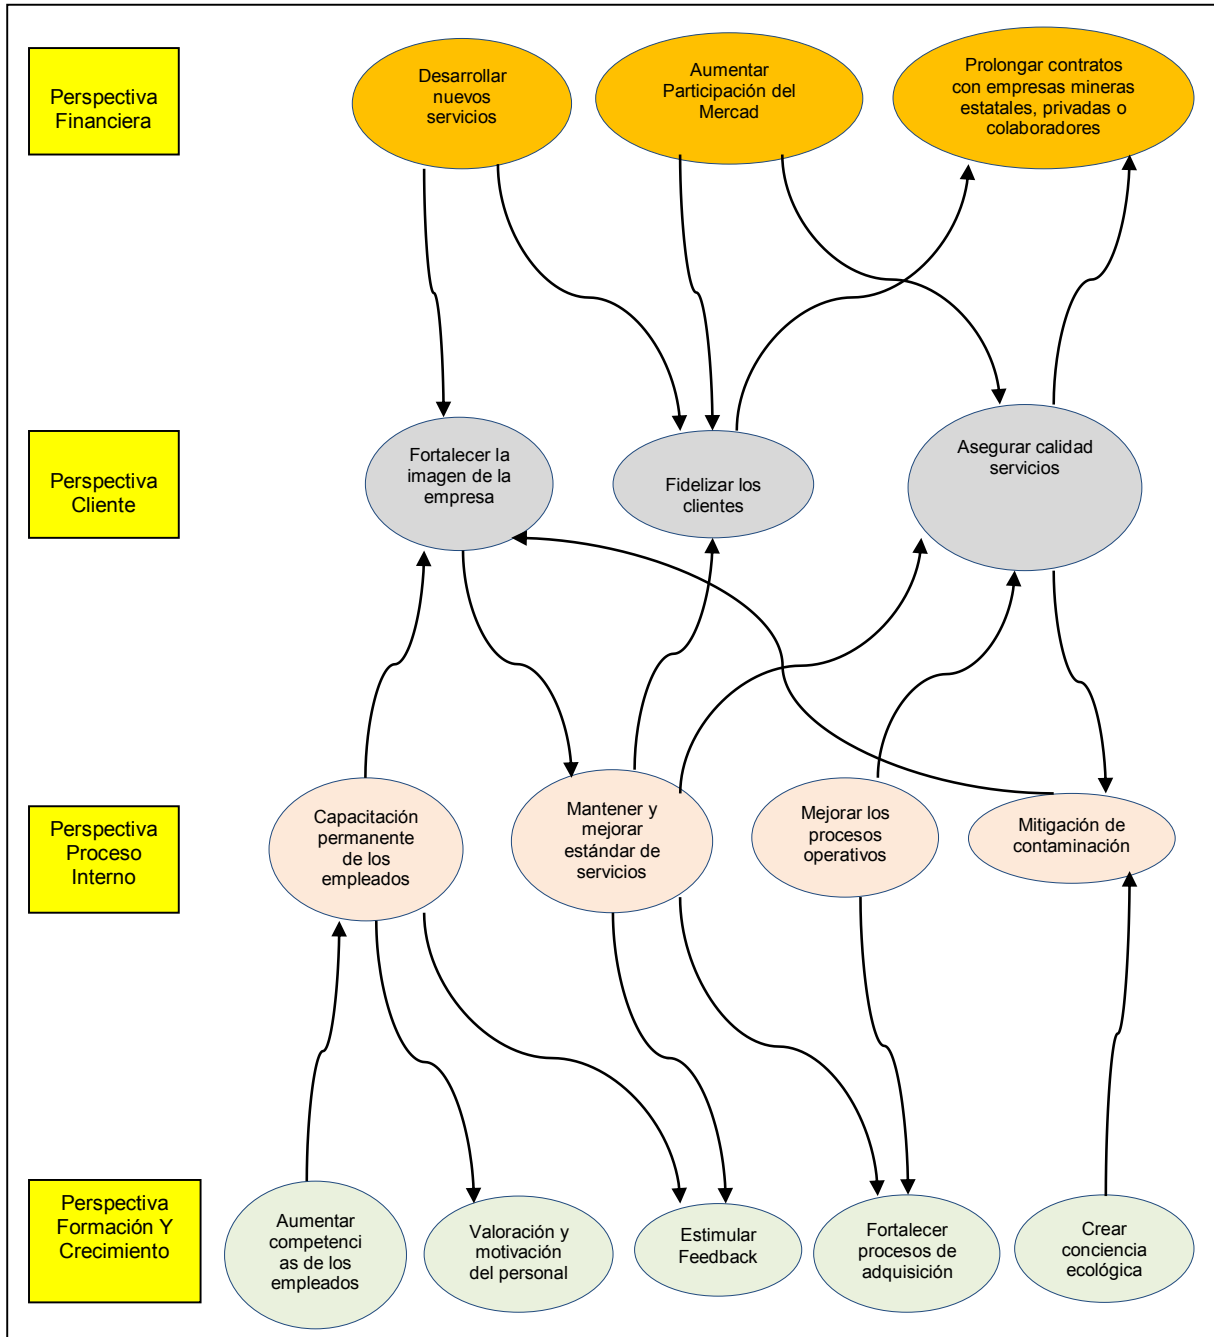 Perspectiva
Financiera
Desarrollar
nuevos
servicios
Aumentar
Participación del
Mercad
Prolongar contratos
con empresas mineras
estatales, privadas o
colaboradores
Perspectiva
Cliente
Fortalecer la
imagen de la
empresa
Fidelizar los
clientes
Asegurar calidad
servicios
Perspectiva
Proceso
Interno
Capacitación
permanente
de los
empleados
Mantener y
mejorar
estándar de
servicios
Mejorar los
procesos
operativos
Mitigación de
contaminación
Perspectiva
Formación Y
Crecimiento
Aumentar
competenci
as de los
empleados
Valoración y
motivación
del personal
Estimular
Feedback
Fortalecer
procesos de
adquisición
Crear
conciencia
ecológica